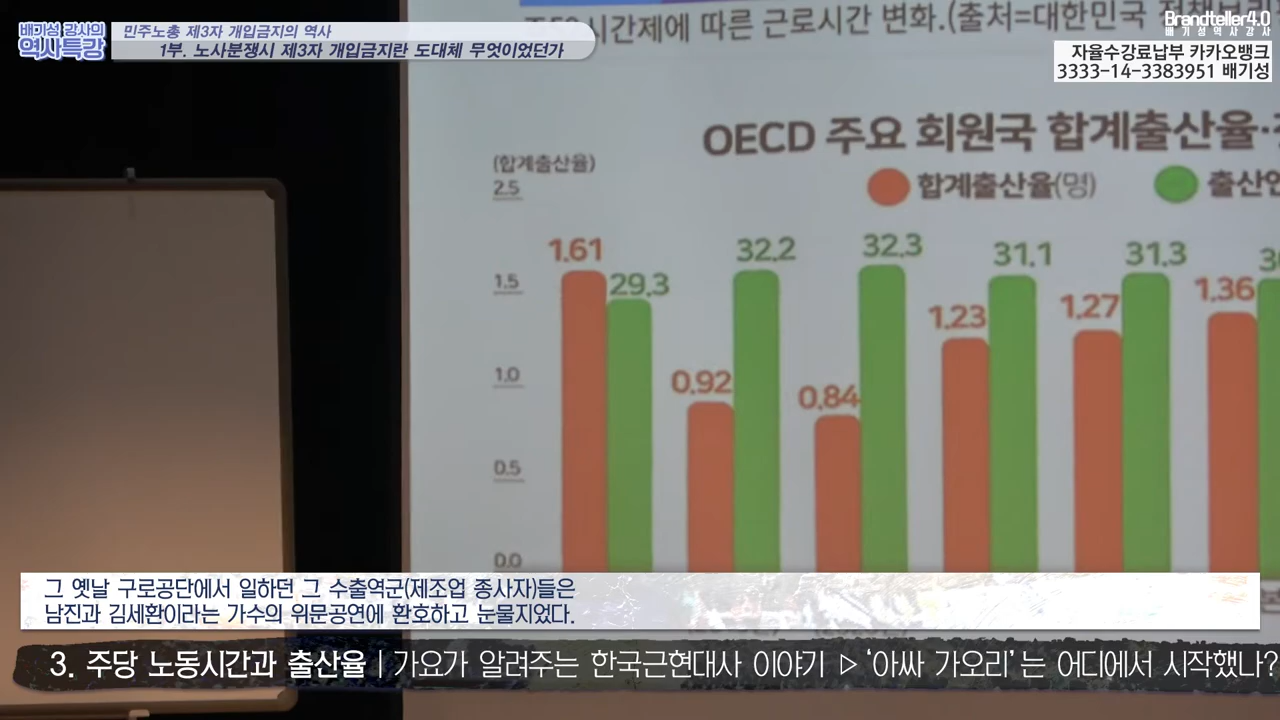 배기성 강사의
역사특강
민주노총 제3자 개입금지의 역사
1부. 노사분쟁시 제3자 개입금지란 도대체 무엇이었던가
Brandteller4.0
배기성역사강사
자율수강료납부 카카오뱅크
3333-14-3383951 배기성
시간제에 따른 근로시간 변화.(출처=대한민국
OECD 주요 회원국 합계출산율·
(합계출산율)
합계출산율(명)
출산연
2.5
1.61
29.3
0.92
32.2
0.84
32.3
1.23
31.1
1.27
31.3
1.36
1.5
1.0
0.5
0.0
그 옛날 구로공단에서 일하던 그 수출역군(제조업 종사자)들은
남진과 김세환이라는 가수의 위문공연에 환호하고 눈물지었다.
3. 주당 노동시간과 출산율 | 가요가 알려주는 한국근현대사 이야기 ▷ ‘아싸 가오리’는 어디에서 시작했나?